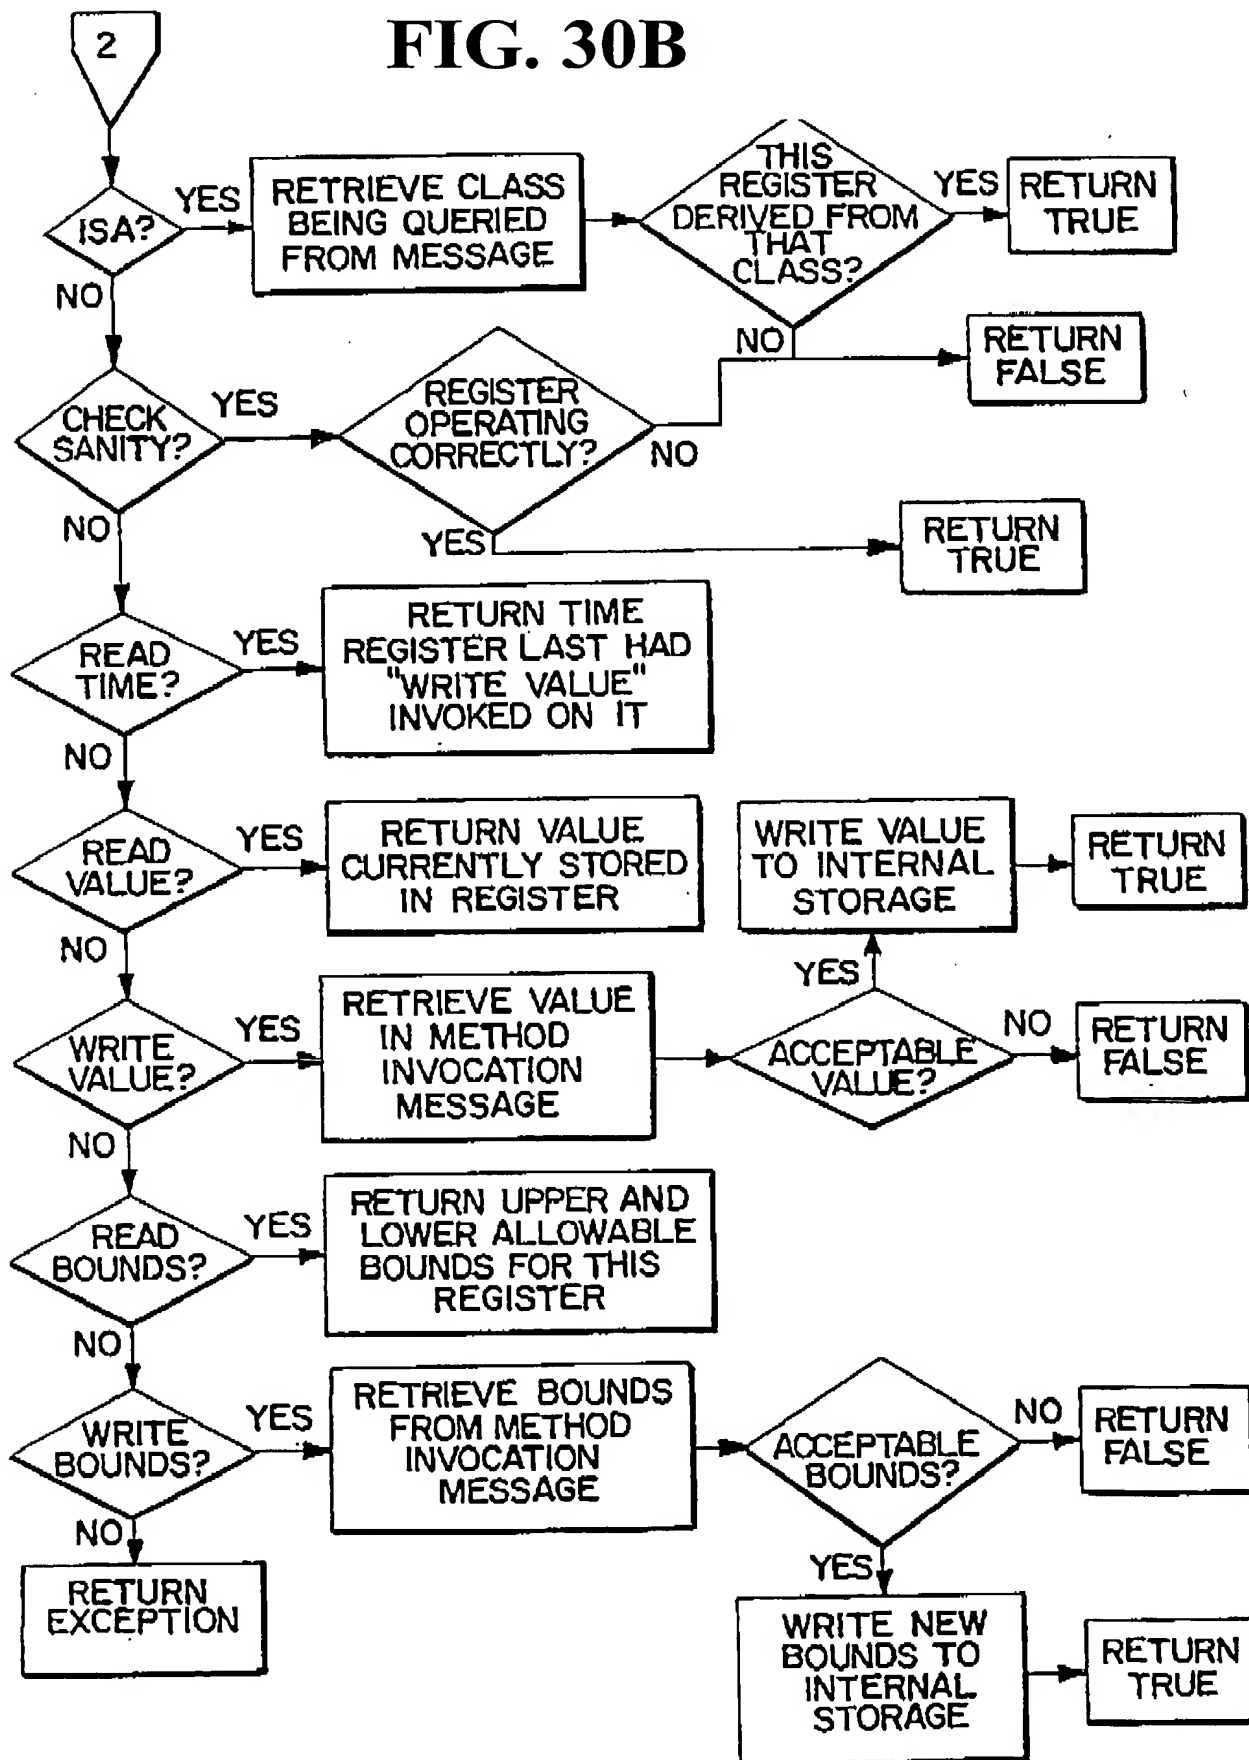 FIG. 30B
2
ISA?
YES
NO
RETRIEVE CLASS
BEING QUERIED
FROM MESSAGE
THIS
REGISTER
DERIVED FROM
THAT
CLASS?
YES
RETURN
TRUE
NO
RETURN
FALSE
CHECK
SANITY?
YES
NO
REGISTER
OPERATING
CORRECTLY?
NO
YES
RETURN
TRUE
READ
TIME?
YES
NO
RETURN TIME
REGISTER LAST HAD
"WRITE VALUE"
INVOKED ON IT
READ
VALUE?
YES
NO
RETURN VALUE
CURRENTLY STORED
IN REGISTER
WRITE VALUE
TO INTERNAL
STORAGE
RETURN
TRUE
WRITE
VALUE?
YES
NO
RETRIEVE VALUE
IN METHOD
INVOCATION
MESSAGE
YES
ACCEPTABLE
VALUE?
NO
RETURN
FALSE
READ
BOUNDS?
YES
NO
RETURN UPPER AND
LOWER ALLOWABLE
BOUNDS FOR THIS
REGISTER
WRITE
BOUNDS?
YES
NO
RETRIEVE BOUNDS
FROM METHOD
INVOCATION
MESSAGE
ACCEPTABLE
BOUNDS?
NO
RETURN
FALSE
YES
RETURN
EXCEPTION
WRITE NEW
BOUNDS TO
INTERNAL
STORAGE
RETURN
TRUE